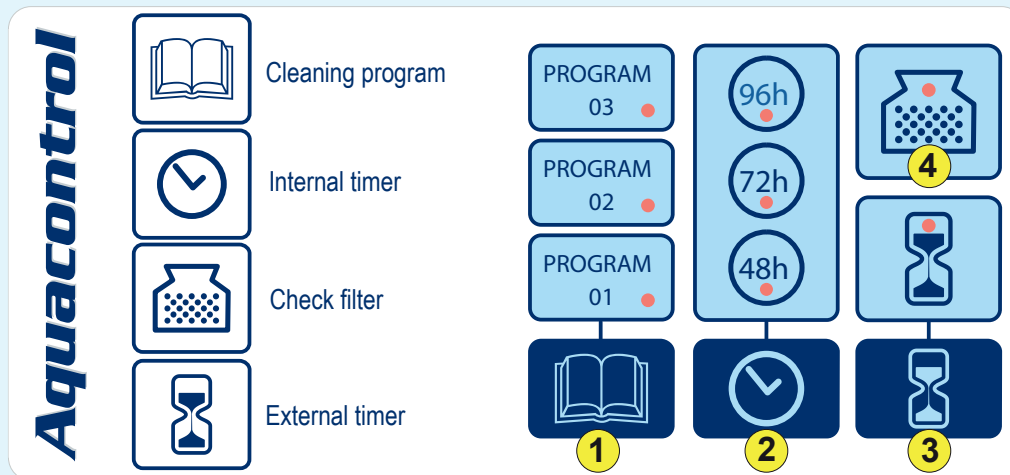 Aquacontrol
Cleaning program
Internal timer
Check filter
External timer
PROGRAM
03
PROGRAM
02
PROGRAM
01
96h
72h
48h
4
1
2
3